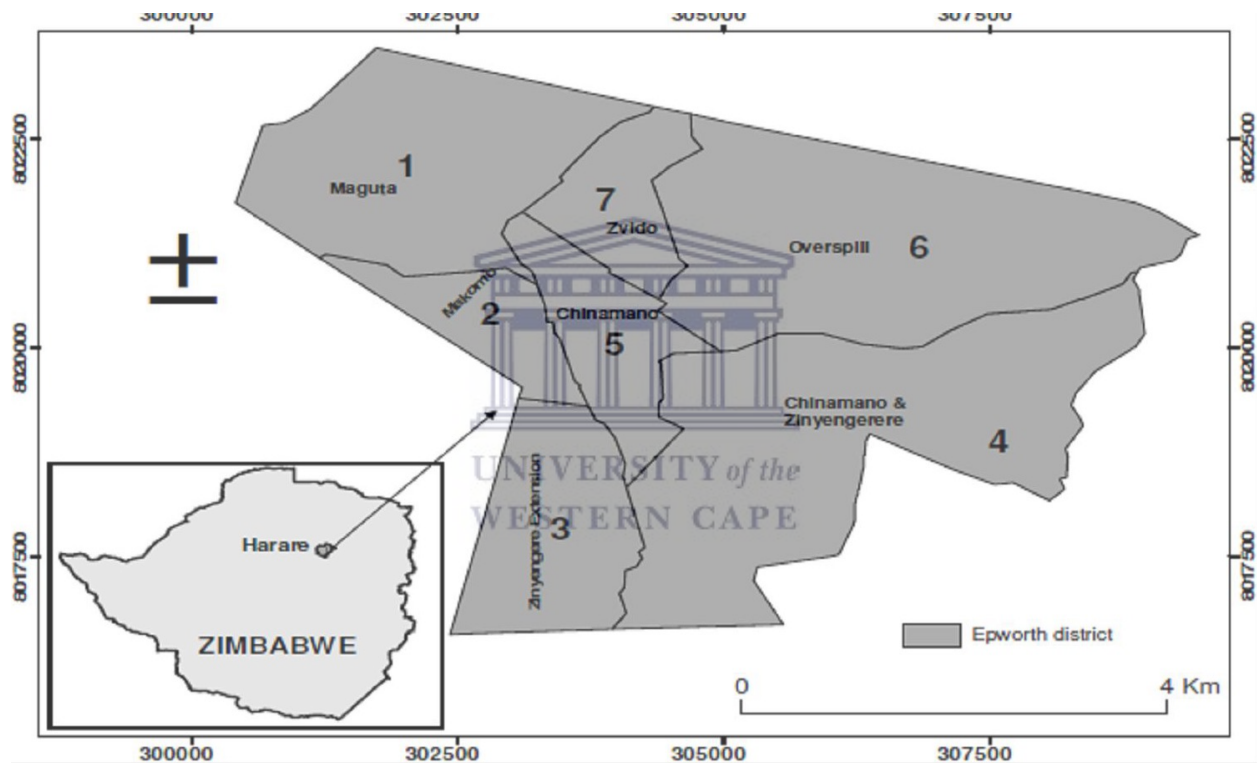 300000 302500 305000 307500
8022500
8022500
1
Maguta
7
Zvido
Overspill
6
Makomo
2
Chinamano
5
8020000
8020000
Chinamano &
Zinyengerere
4
UNIVERSITY of the
WESTERN CAPE
Zinyengere Extension
3
Harare
8017500
8017500
ZIMBABWE
Epworth district
0 4 Km
300000 302500 305000 307500